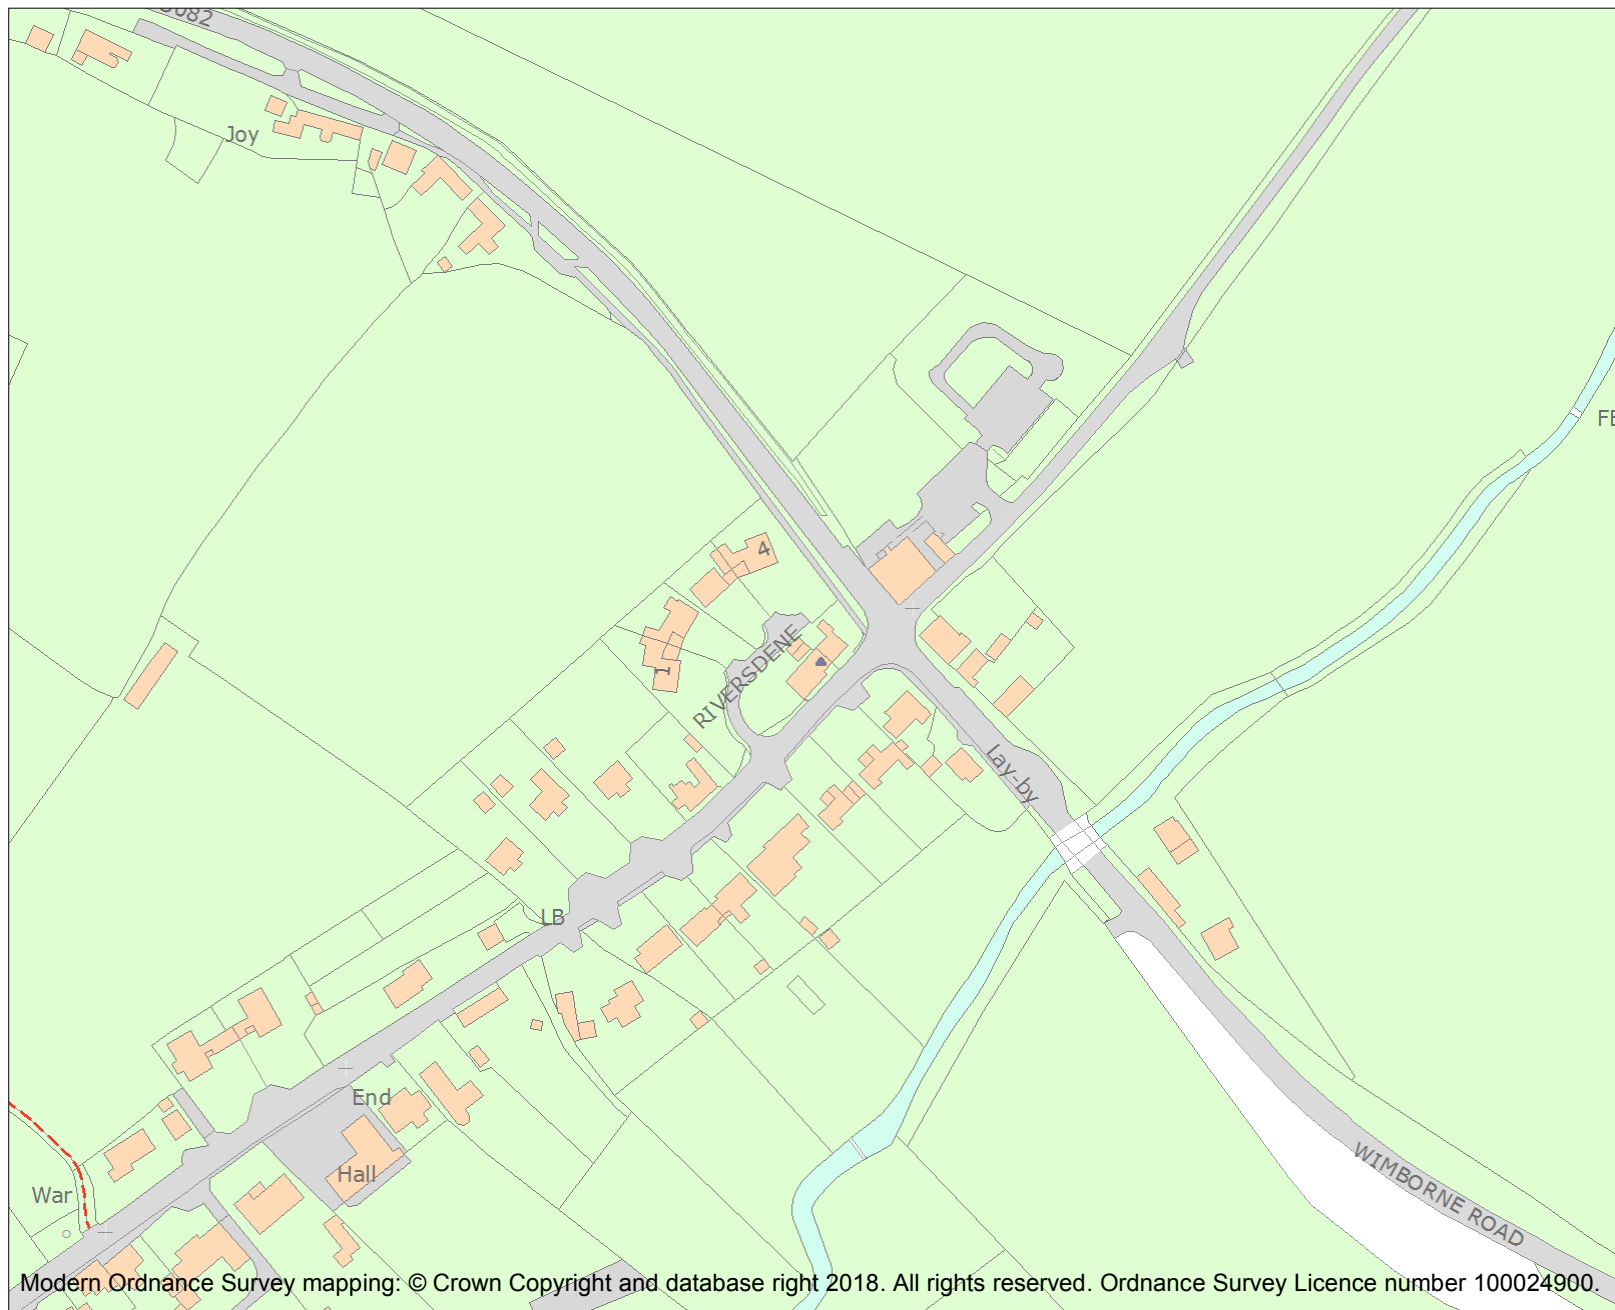 Joy
4
1
RIVERSDENE
Lay-by
LB
End
Hall
War
WIMBORNE ROAD
Modern Ordnance Survey mapping: © Crown Copyright and database right 2018. All rights reserved. Ordnance Survey Licence number 100024900.